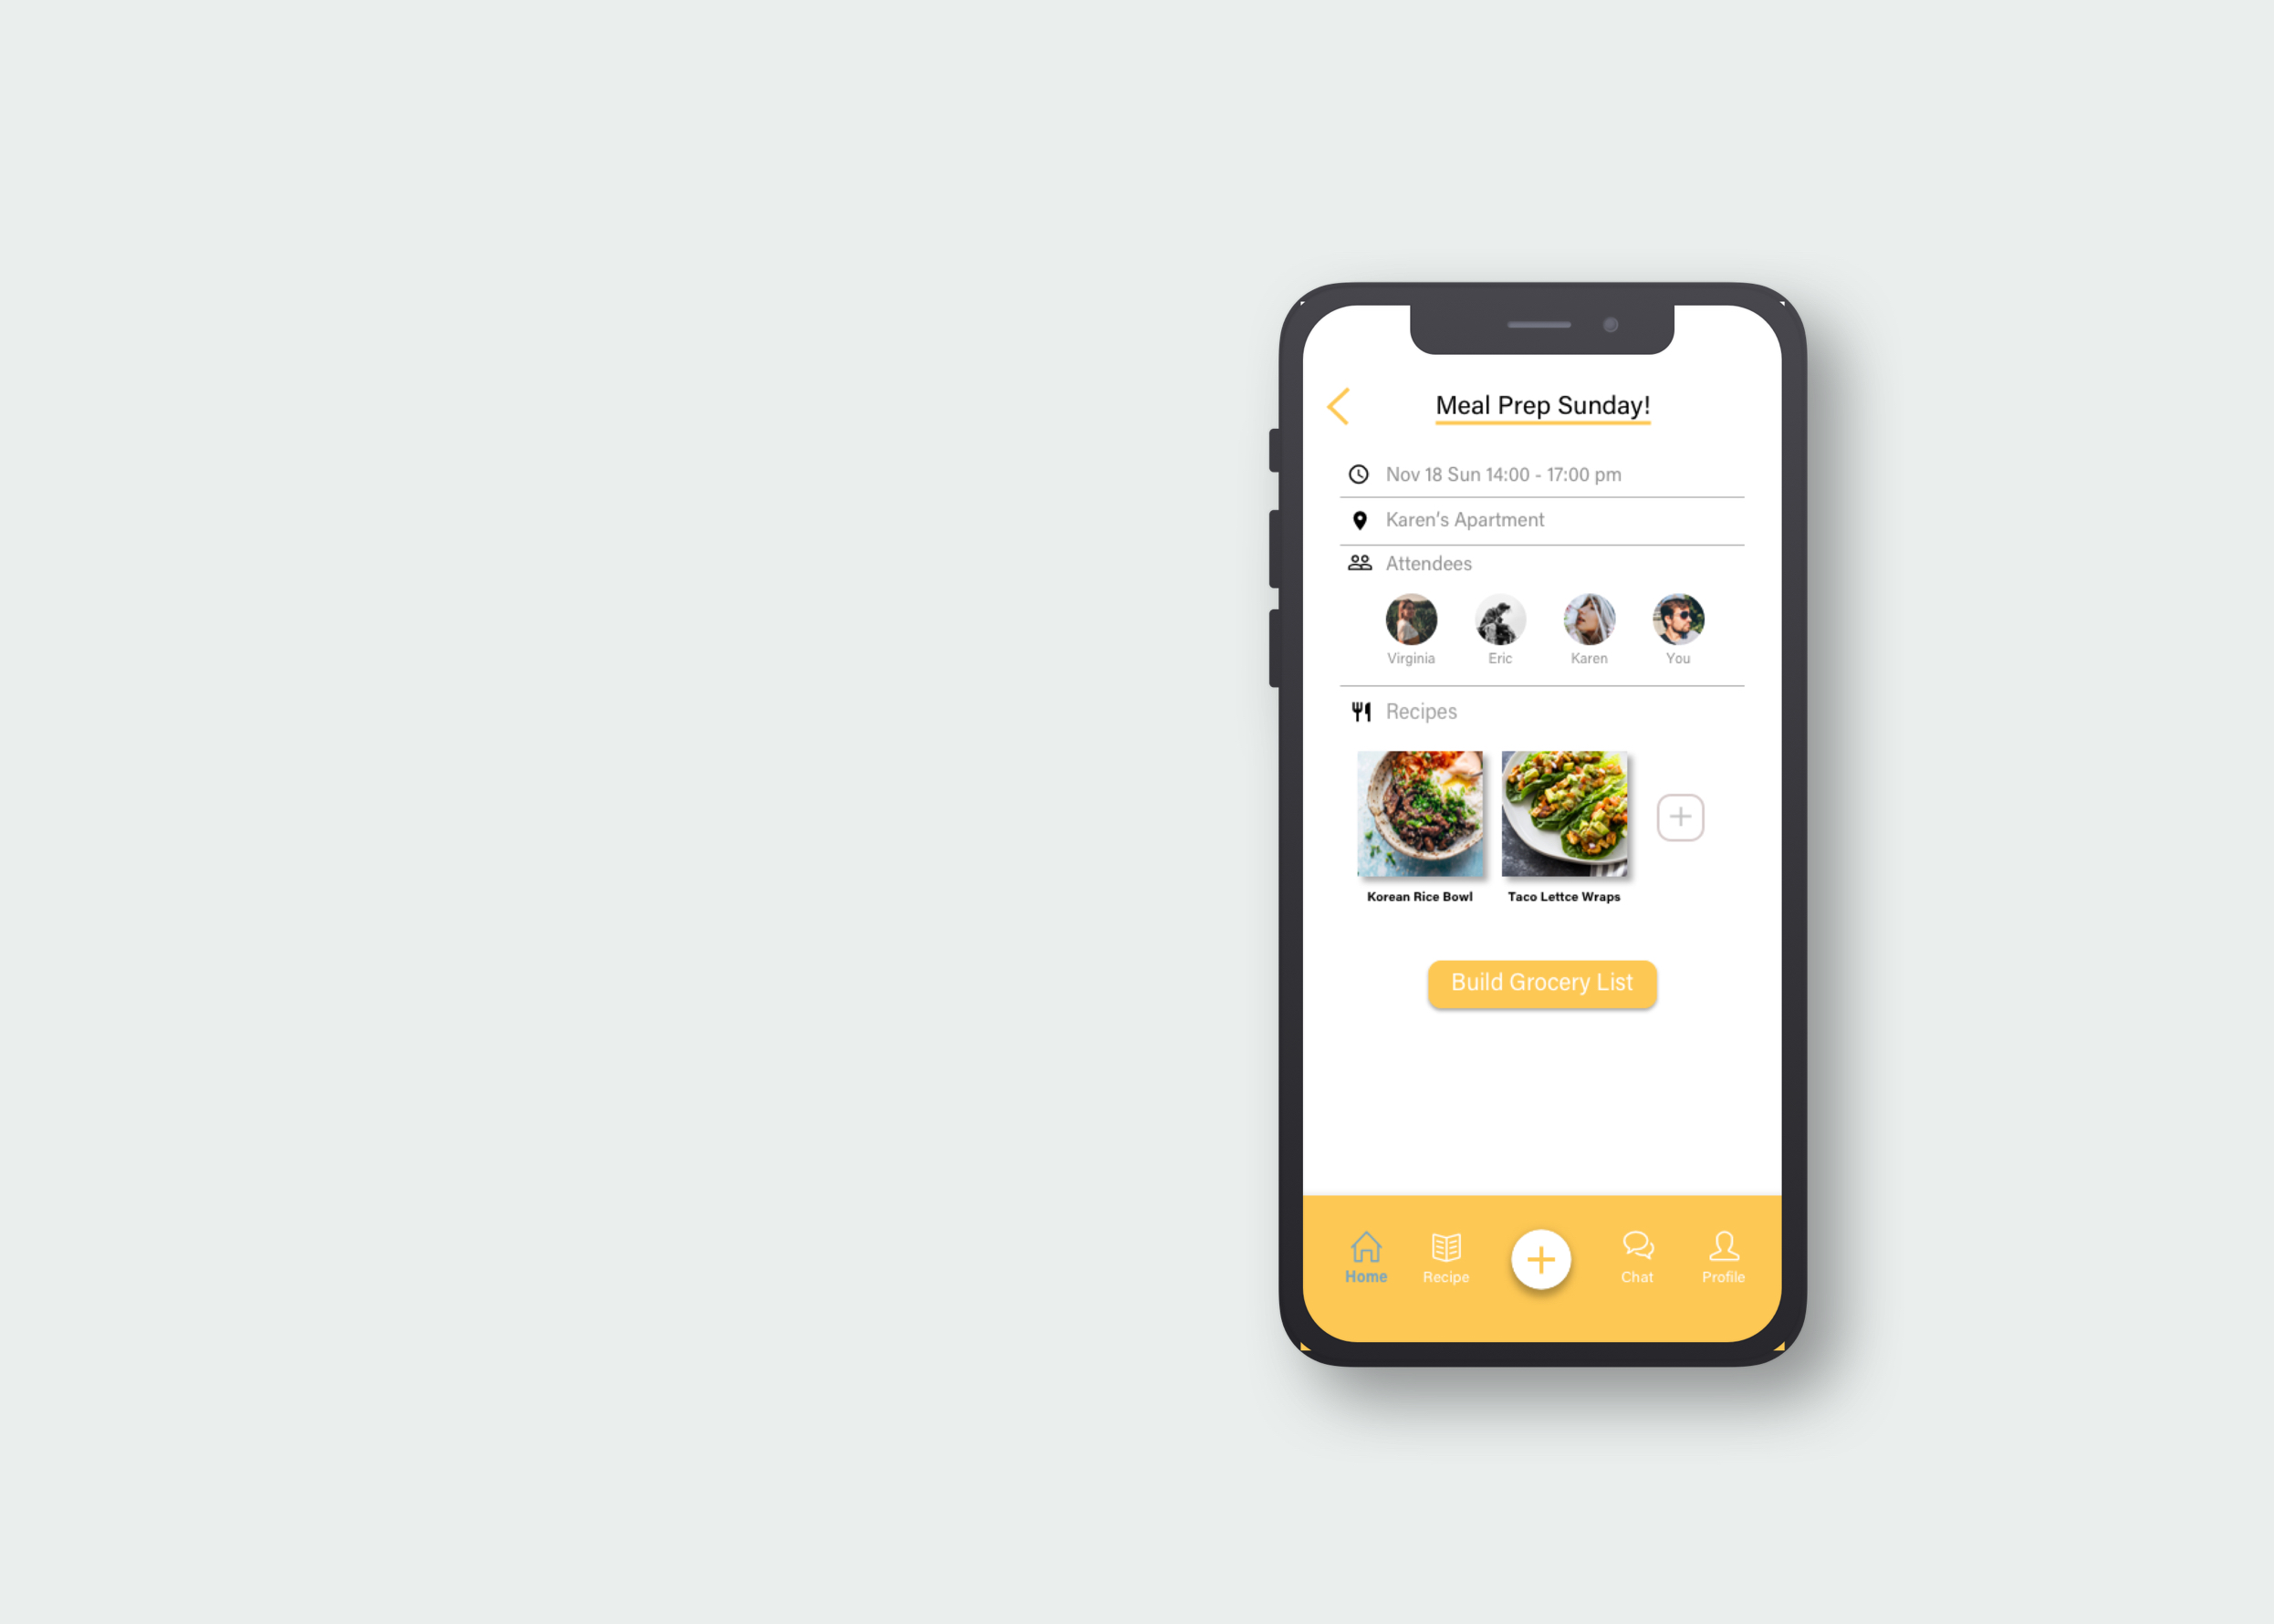 Meal Prep Sunday!
Nov 18 Sun 14:00 - 17:00 pm
Karen's Apartment
Attendees
Virginia Eric Karen You
Recipes
Korean Rice Bowl Taco Lettce Wraps
Build Grocery List
Home Recipe Chat Profile